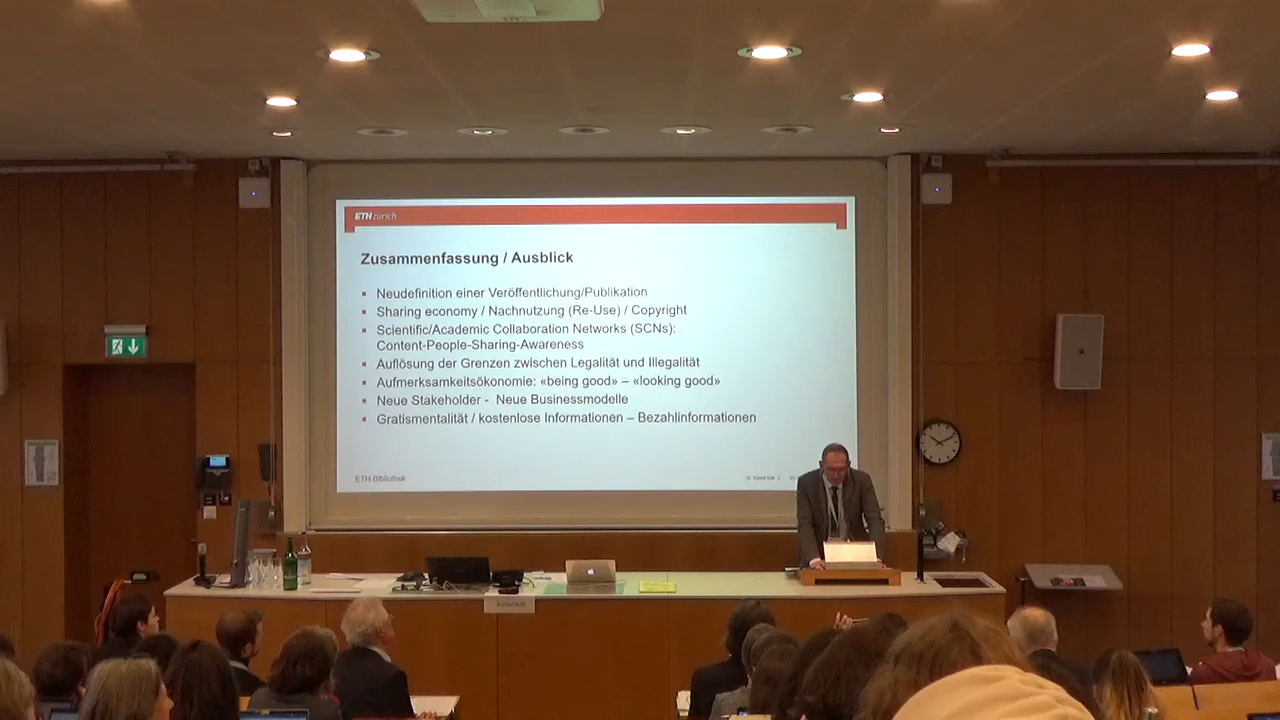 ETH zürich
Zusammenfassung / Ausblick
Neudefinition einer Veröffentlichung/Publikation
Sharing economy / Nachnutzung (Re-Use) / Copyright
Scientific/Academic Collaboration Networks (SCNs):
Content-People-Sharing-Awareness
Auflösung der Grenzen zwischen Legalität und Illegalität
Aufmerksamkeitsökonomie: «being good» – «looking good»
Neue Stakeholder - Neue Businessmodelle
Gratismentalität / kostenlose Informationen – Bezahlinformationen
ETH-Bibliothek